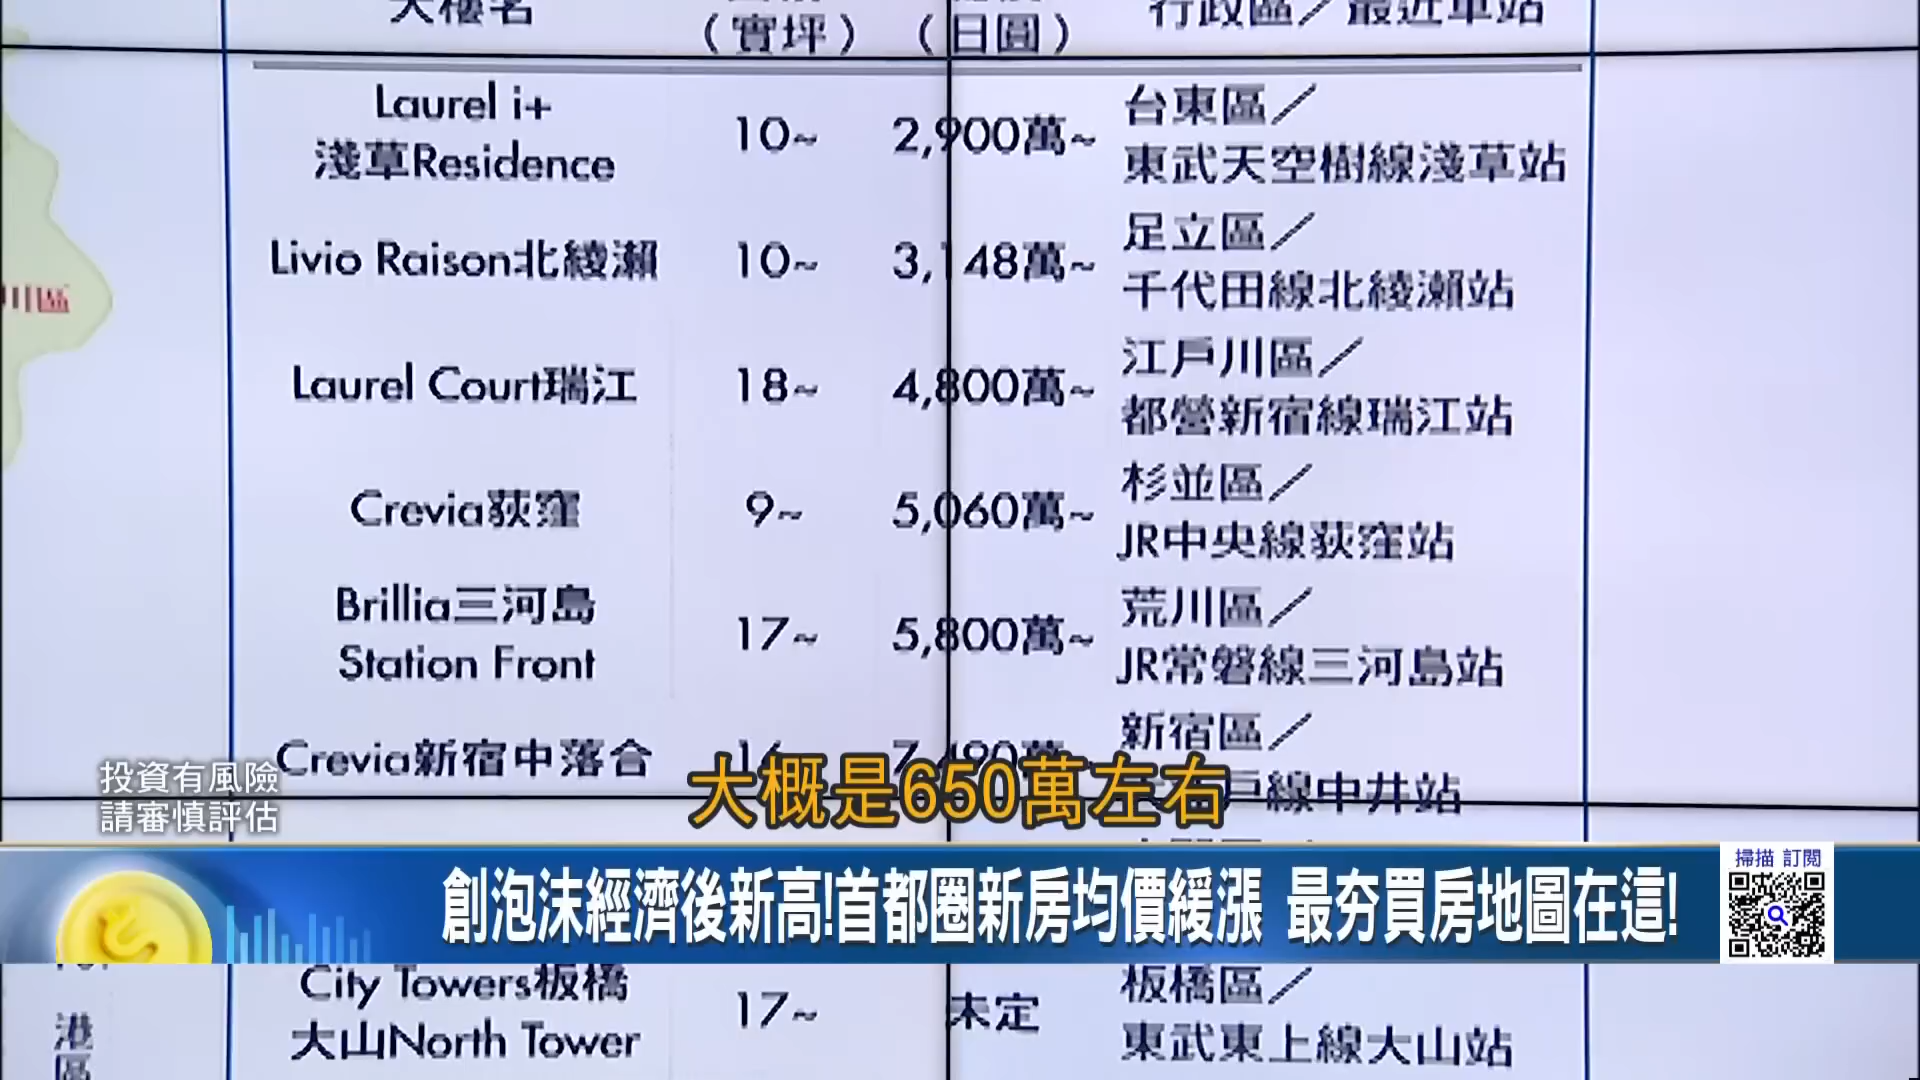 大樓名
（實坪）
（日圓）
行政區／最近車站
Laurel i+
淺草Residence
10~
2,900萬~
台東區／
東武天空樹線淺草站
Livio Raison北綾瀨
10~
3,148萬~
足立區／
千代田線北綾瀨站
川區
Laurel Court瑞江
18~
4,800萬~
江戶川區／
都營新宿線瑞江站
Crevia荻窪
9~
5,060萬~
杉並區／
JR中央線荻窪站
Brillia三河島
Station Front
17~
5,800萬~
荒川區／
JR常磐線三河島站
Crevia新宿中落合
新宿區／
戶線中井站
投資有風險
請審慎評估
大概是650萬左右
創泡沫經濟後新高!首都圈新房均價緩漲 最夯買房地圖在這!
掃描 訂閱
City Towers板橋
大山North Tower
17~
未定
板橋區／
東武東上線大山站
港區